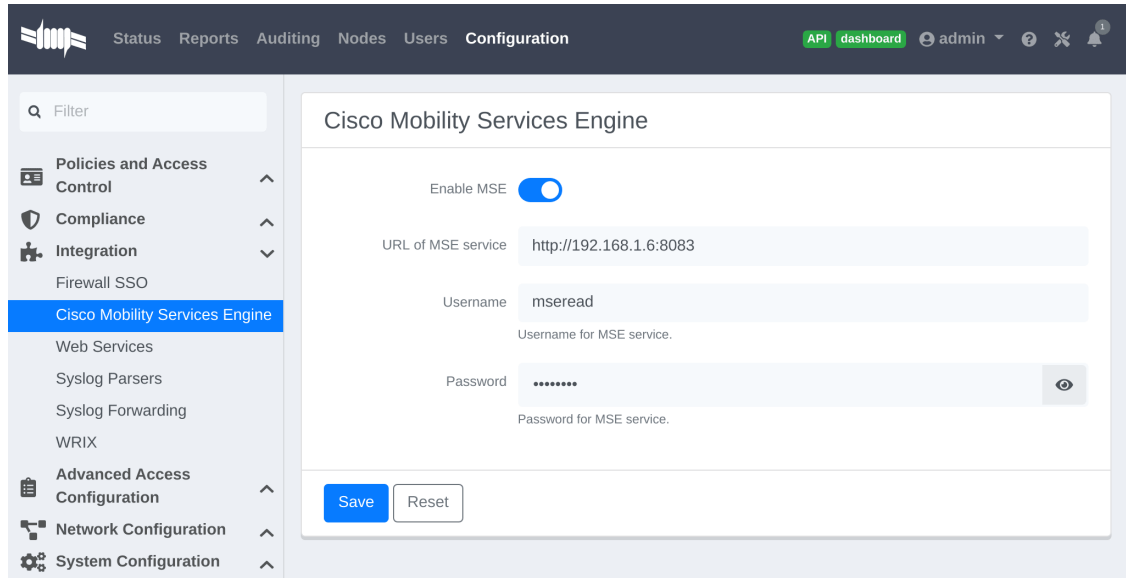 Status Reports Auditing Nodes Users Configuration API dashboard admin 1
Filter
Policies and Access
Control
Compliance
Integration
Firewall SSO
Cisco Mobility Services Engine
Web Services
Syslog Parsers
Syslog Forwarding
WRIX
Advanced Access
Configuration
Network Configuration
System Configuration
Cisco Mobility Services Engine
Enable MSE
URL of MSE service http://192.168.1.6:8083
Username mseread
Username for MSE service.
Password ••••••••
Password for MSE service.
Save Reset